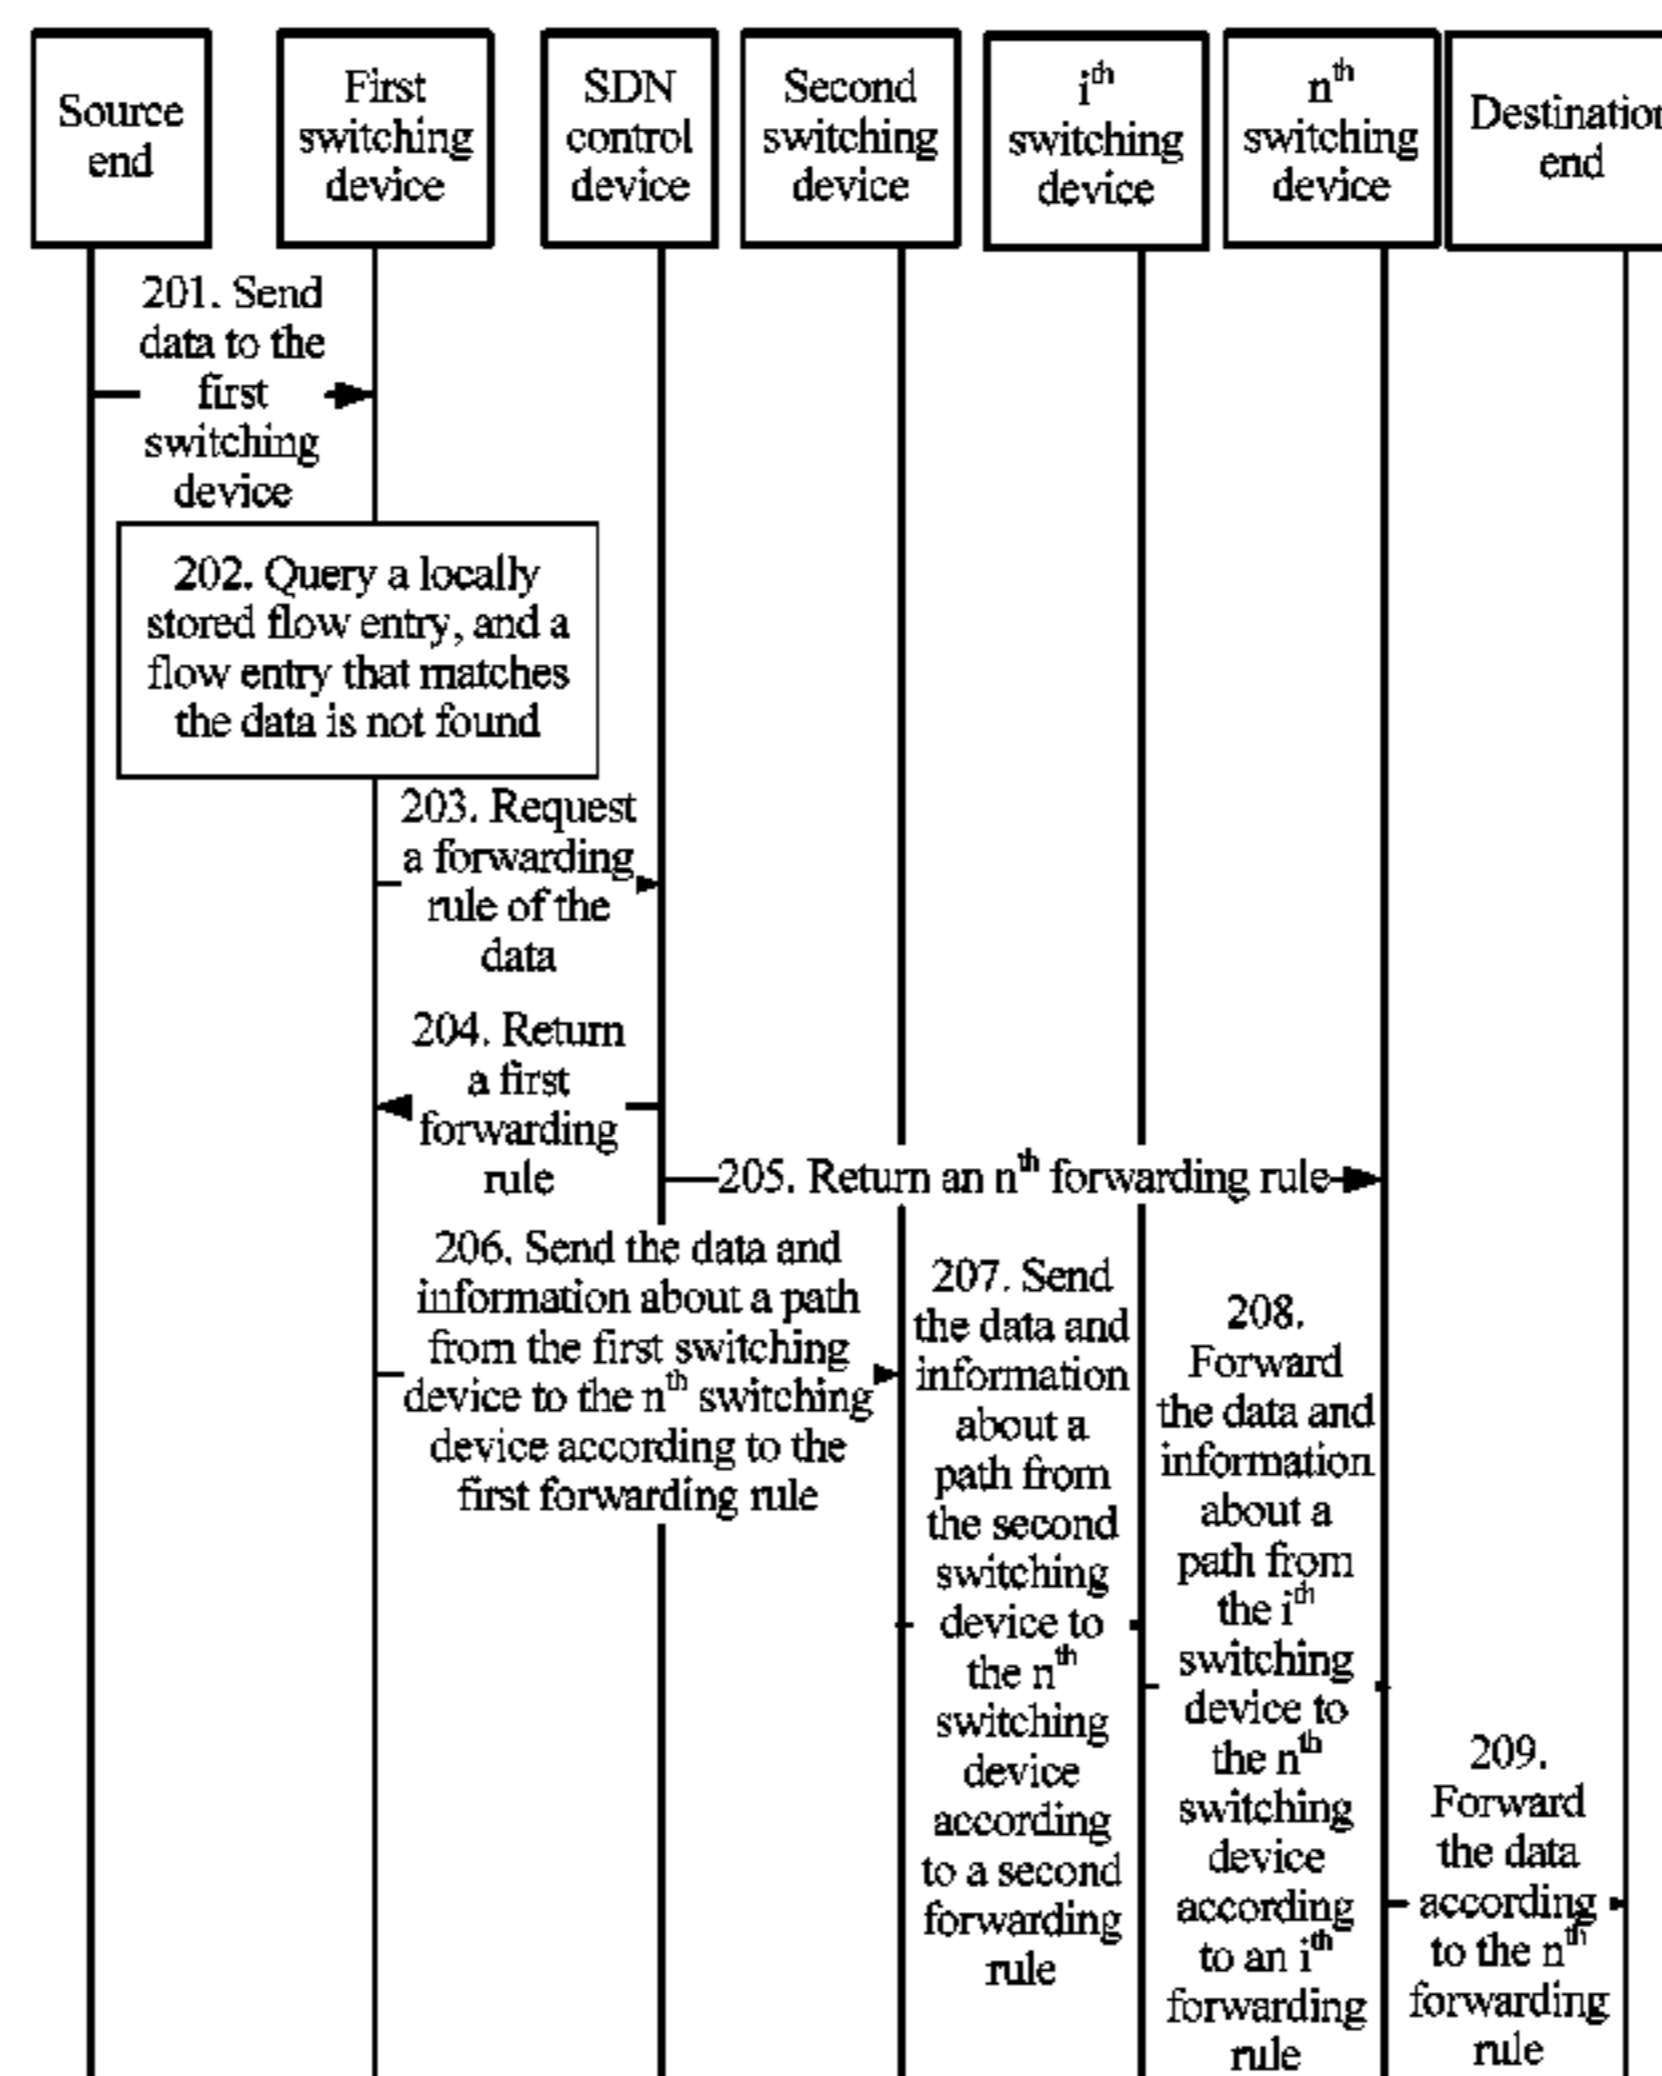 Source
end
First
switching
device
SDN
control
device
Second
switching
device
ith
switching
device
nth
switching
device
Destination
end
201. Send
data to the
first
switching
device
202. Query a locally
stored flow entry, and a
flow entry that matches
the data is not found
203. Request
a forwarding
rule of the
data
204. Return
a first
forwarding
rule
205. Return an nth forwarding rule
206. Send the data and
information about a path
from the first switching
device to the nth switching
device according to the
first forwarding rule
207. Send
the data and
information
about a
path from
the second
switching
device to
the nth
switching
device
according
to a second
forwarding
rule
208.
Forward
the data and
information
about a
path from
the ith
switching
device to
the nth
switching
device
according
to an ith
forwarding
rule
209.
Forward
the data
according
to the nth
forwarding
rule